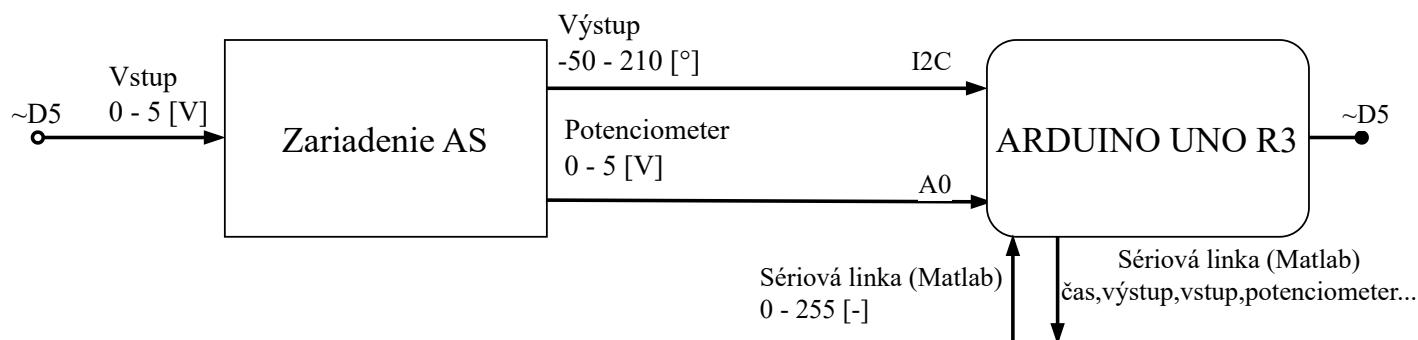 ~D5
Vstup
0 - 5 [V]
Zariadenie AS
Výstup
-50 - 210 [°]
I2C
Potenciometer
0 - 5 [V]
A0
ARDUINO UNO R3
~D5
Sériová linka (Matlab)
0 - 255 [-]
Sériová linka (Matlab)
čas,výstup,vstup,potenciometer...